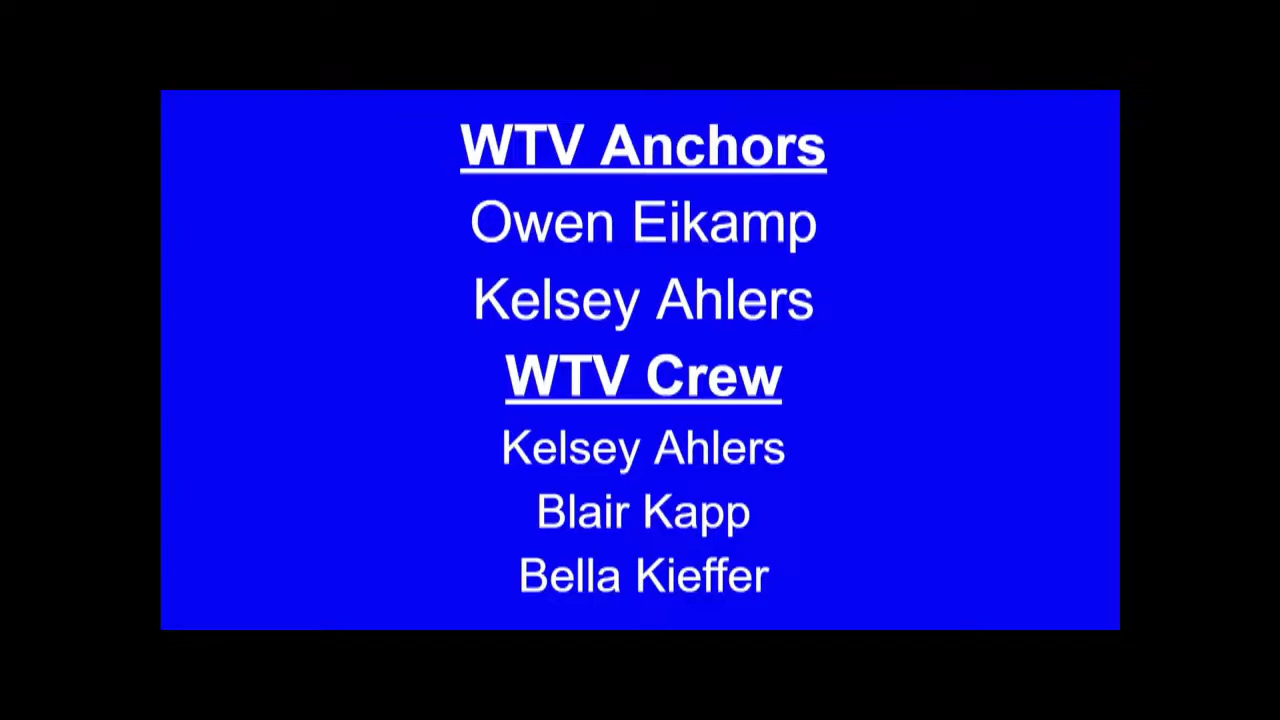 WTV Anchors
Owen Eikamp
Kelsey Ahlers
WTV Crew
Kelsey Ahlers
Blair Kapp
Bella Kieffer